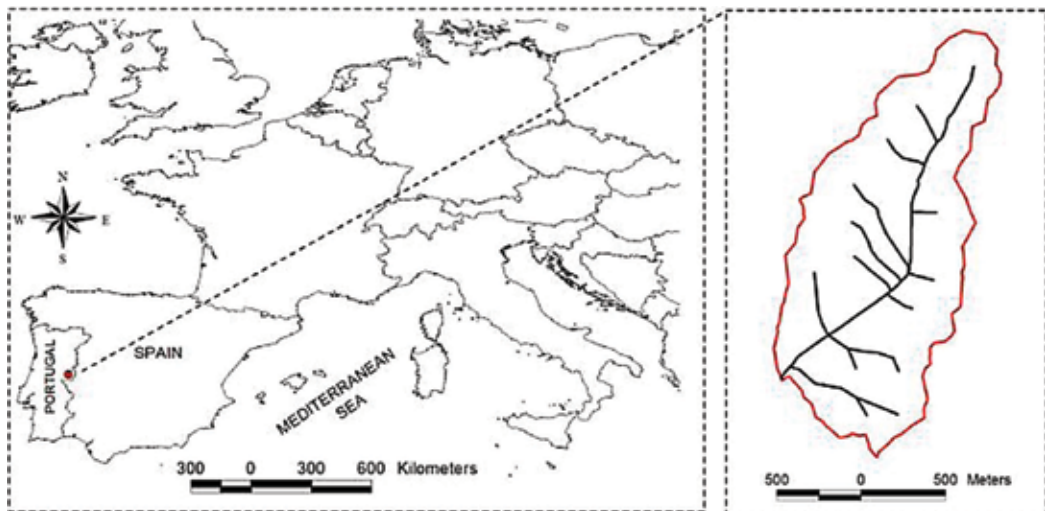 N
W E
S
PORTUGAL
SPAIN
MEDITERRANEAN
SEA
300 0 300 600 Kilometers
500 0 500 Meters